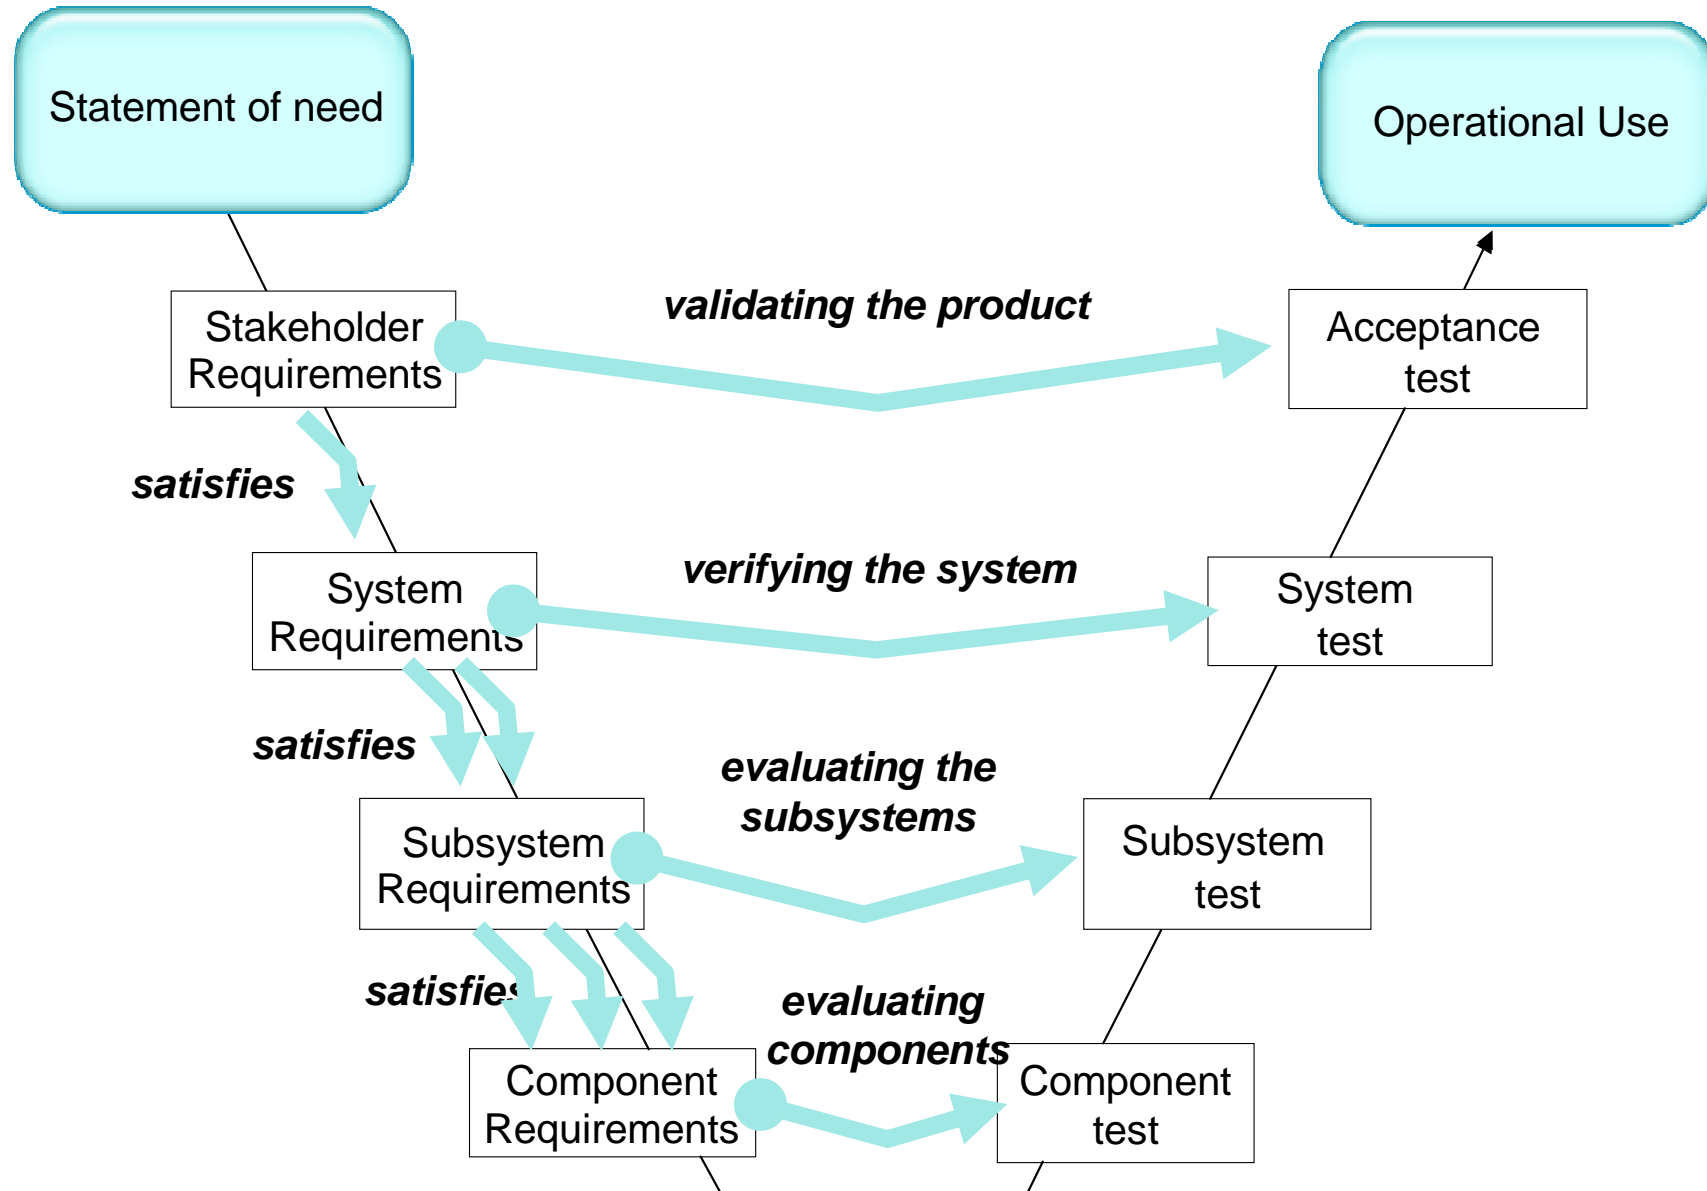 Statement of need
Operational Use
validating the product
Stakeholder
Requirements
Acceptance
test
satisfies
verifying the system
System
Requirements
System
test
satisfies
evaluating the
subsystems
Subsystem
Requirements
Subsystem
test
satisfies
evaluating
components
Component
Requirements
Component
test